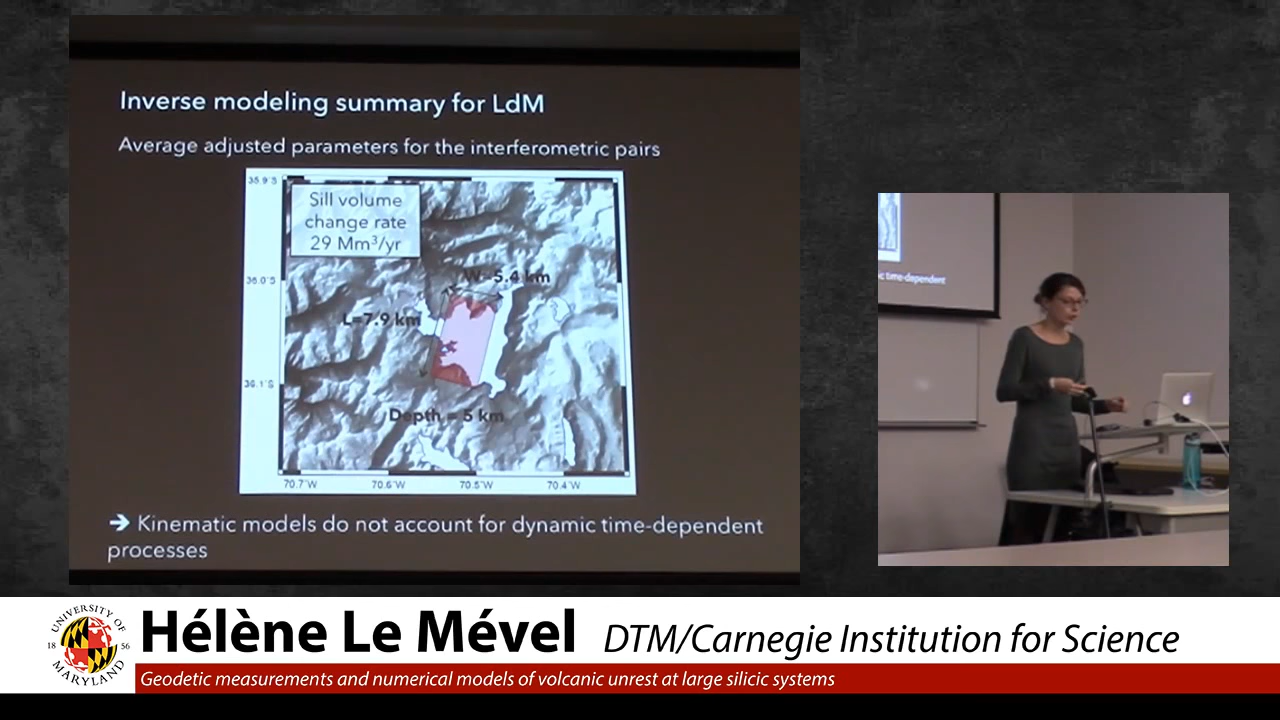 Inverse modeling summary for LdM
Average adjusted parameters for the interferometric pairs
35.9°S
Sill volume
change rate
29 Mm³/yr
36.0°S
W=5.4 km
L=7.9 km
36.1°S
Depth = 5 km
70.7°W 70.6°W 70.5°W 70.4°W
➔ Kinematic models do not account for dynamic time-dependent
processes
time-dependent
UNIVERSITY OF
18 56
MARYLAND
Hélène Le Mével DTM/Carnegie Institution for Science
Geodetic measurements and numerical models of volcanic unrest at large silicic systems